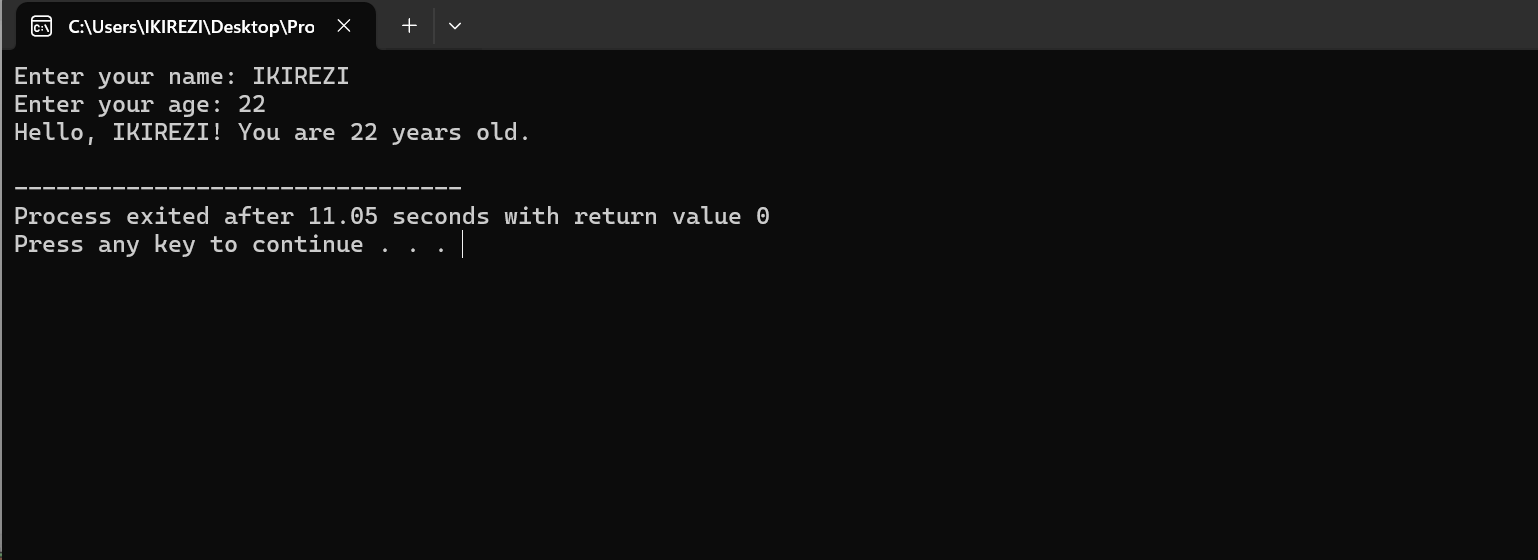 C:\Users\IKIREZI\Desktop\Pro
Enter your name: IKIREZI
Enter your age: 22
Hello, IKIREZI! You are 22 years old.
--------------------------------
Process exited after 11.05 seconds with return value 0
Press any key to continue . . .